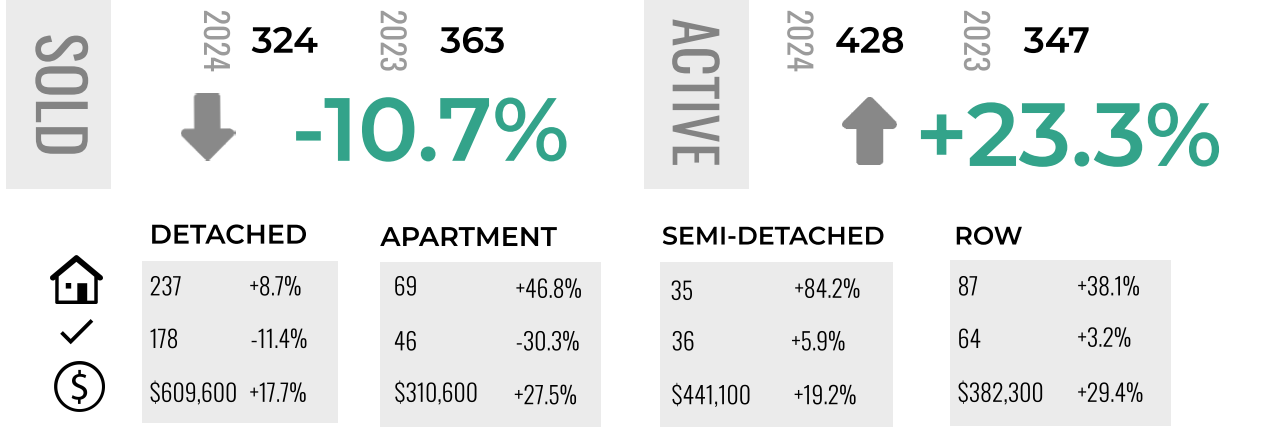 SOLD
2024 324 2023 363
-10.7%
ACTIVE
2024 428 2023 347
+23.3%
DETACHED
237 +8.7%
178 -11.4%
$609,600 +17.7%
APARTMENT
69 +46.8%
46 -30.3%
$310,600 +27.5%
SEMI-DETACHED
35 +84.2%
36 +5.9%
$441,100 +19.2%
ROW
87 +38.1%
64 +3.2%
$382,300 +29.4%
$